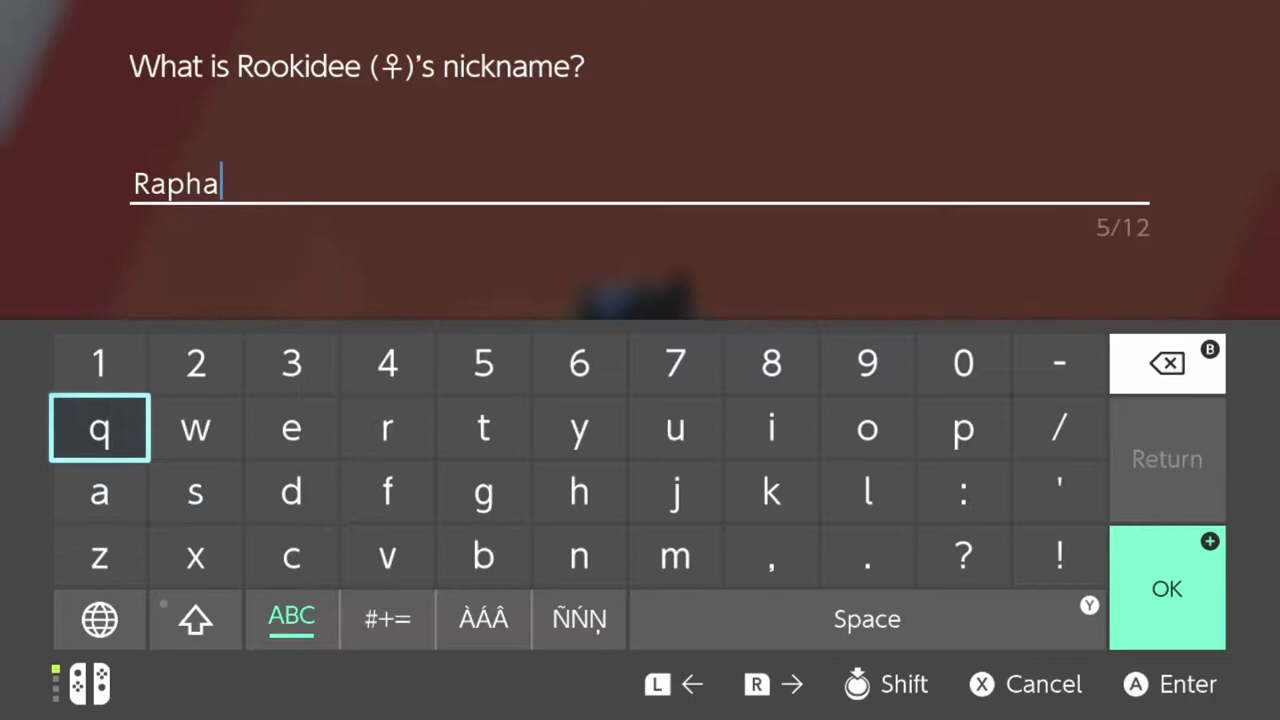 What is Rookidee (♀)'s nickname?
Rapha
5/12
1 2 3 4 5 6 7 8 9 0 -
B
q w e r t y u i o p /
Return
a s d f g h j k l : '
z x c v b n m , . ? !
+
OK
ABC #+= ÀÁÂ ÑŃŅ Space Y
L ← R → Shift X Cancel A Enter